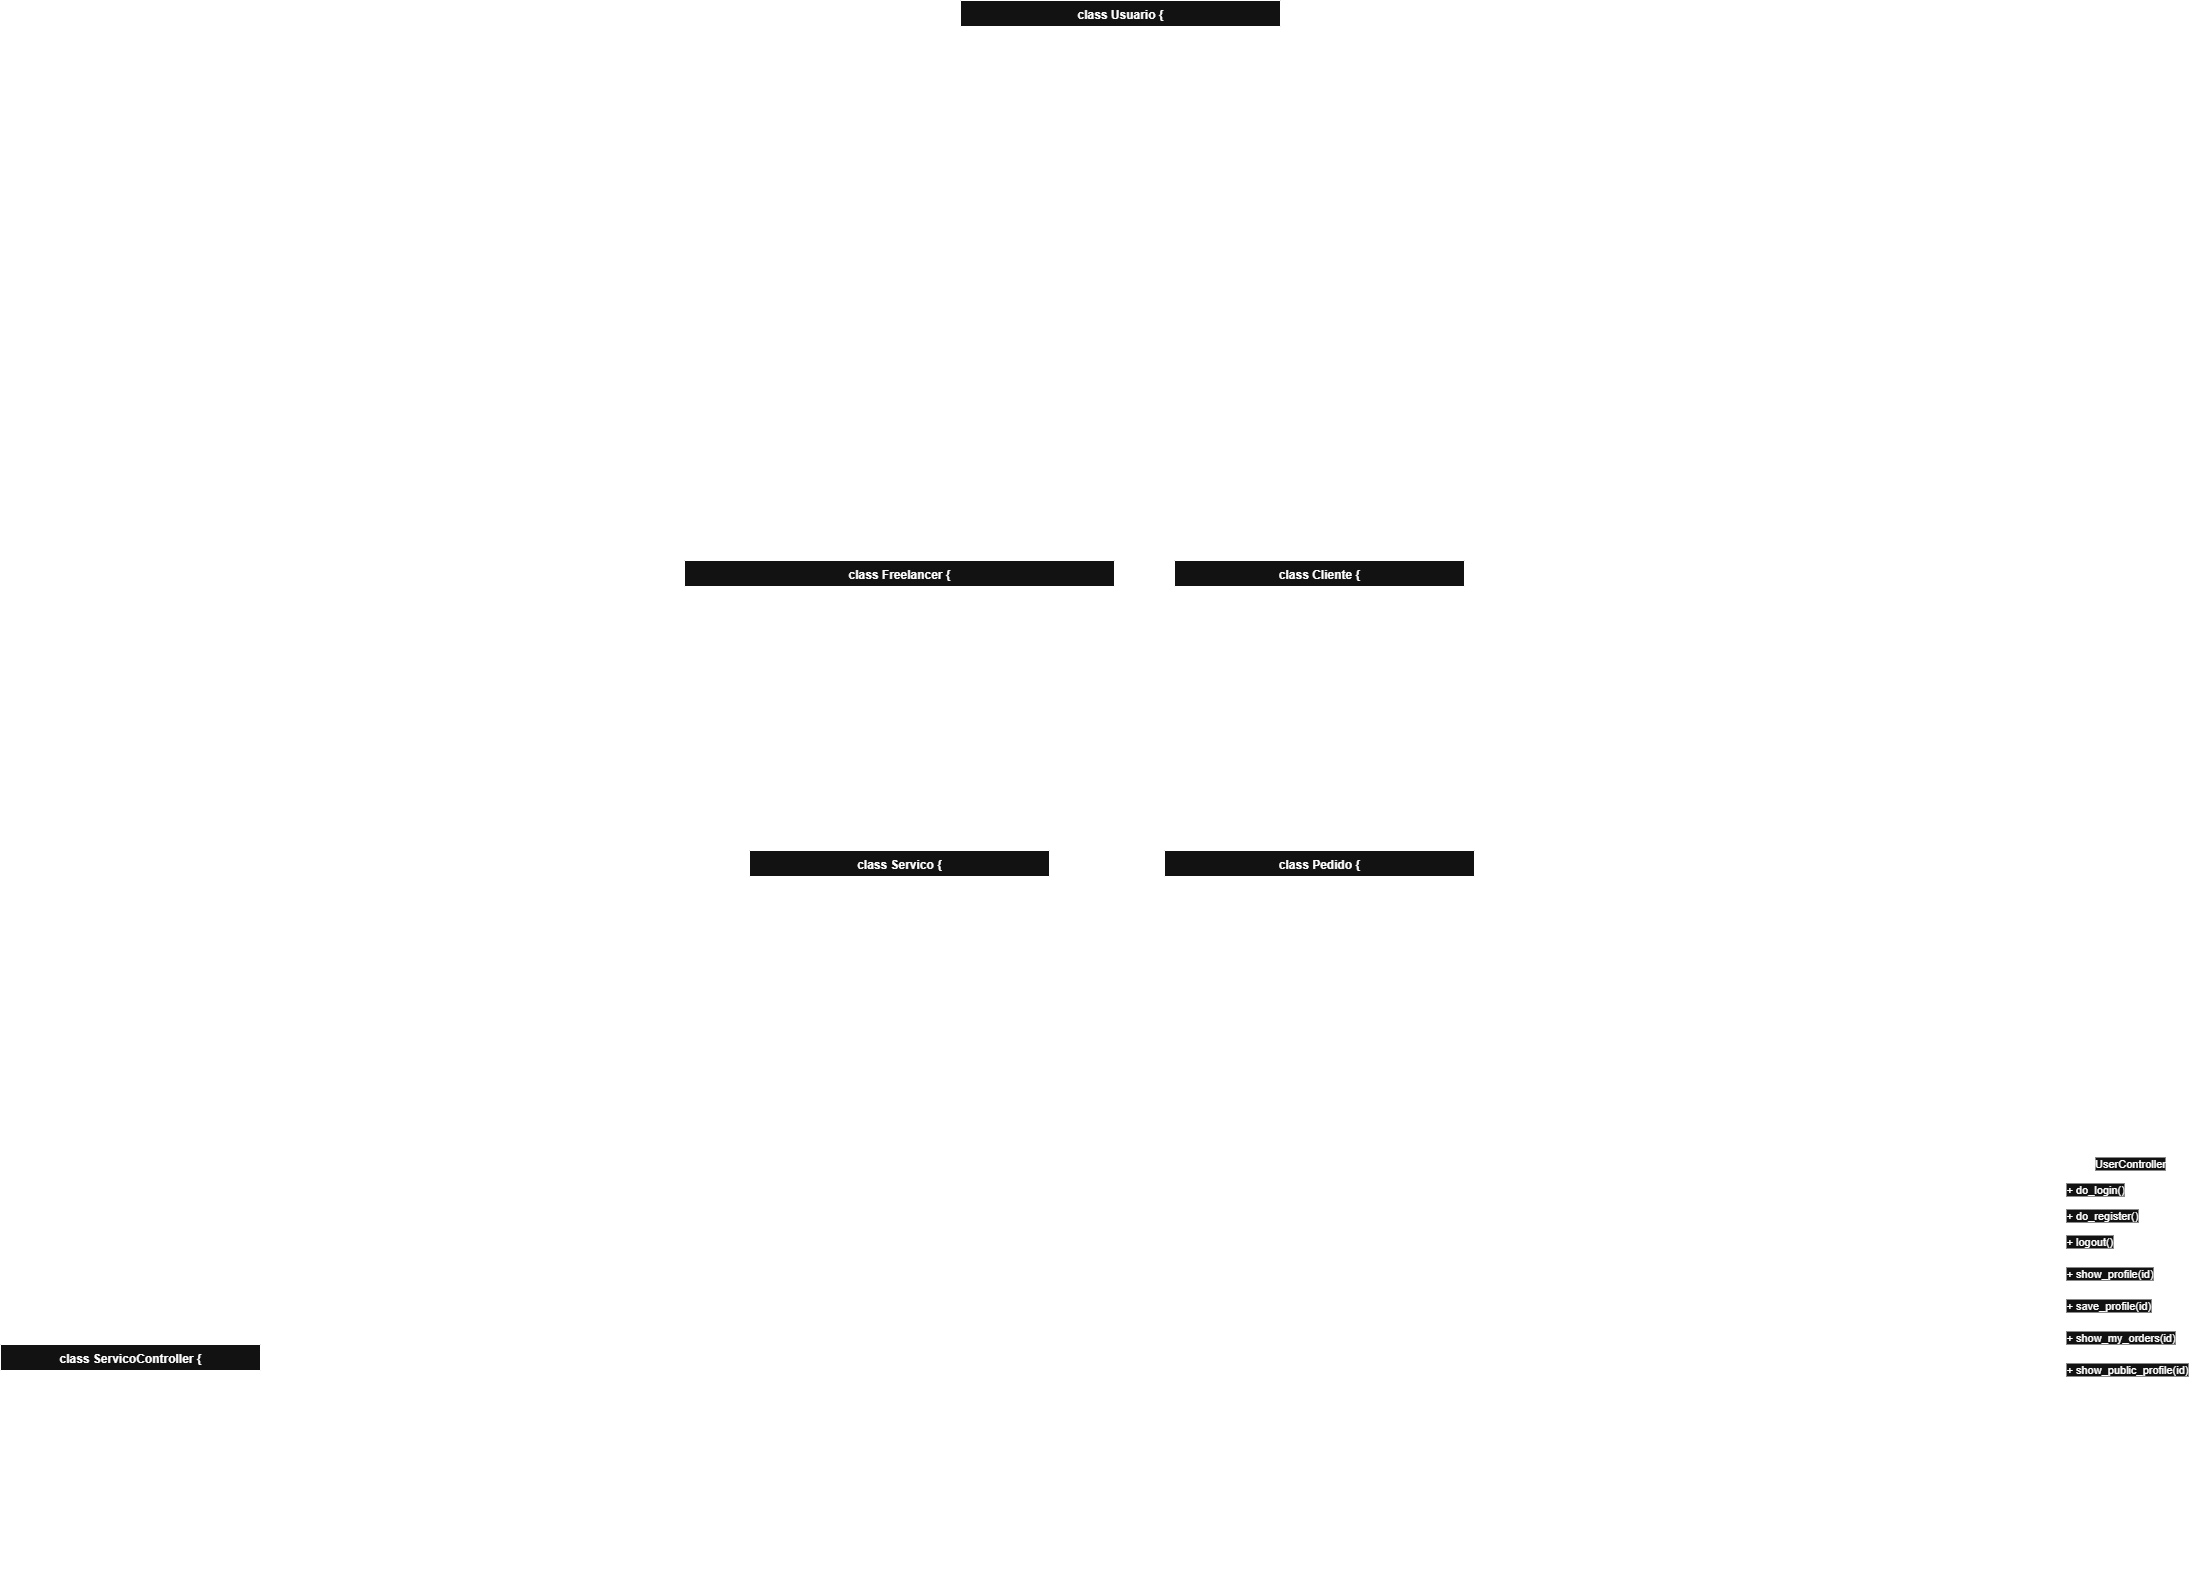 class Usuario {
class Freelancer {
class Cliente {
class Servico {
class Pedido {
UserController
+ do_login()
+ do_register()
+ logout()
+ show_profile(id)
+ save_profile(id)
+ show_my_orders(id)
class ServicoController {
+ show_public_profile(id)